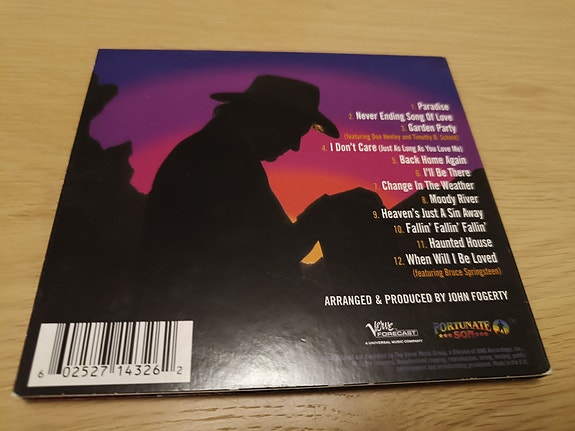 1. Paradise
2. Never Ending Song Of Love
3. Garden Party
(featuring Don Henley and Timothy B. Schmit)
4. I Don't Care (Just As Long As You Love Me)
5. Back Home Again
6. I'll Be There
7. Change In The Weather
8. Moody River
9. Heaven's Just A Sin Away
10. Fallin' Fallin' Fallin'
11. Haunted House
12. When Will I Be Loved
(featuring Bruce Springsteen)
ARRANGED & PRODUCED BY JOHN FOGERTY
Verve
FORECAST
A UNIVERSAL MUSIC COMPANY
FORTUNATE
SON
6 02527 14326 2